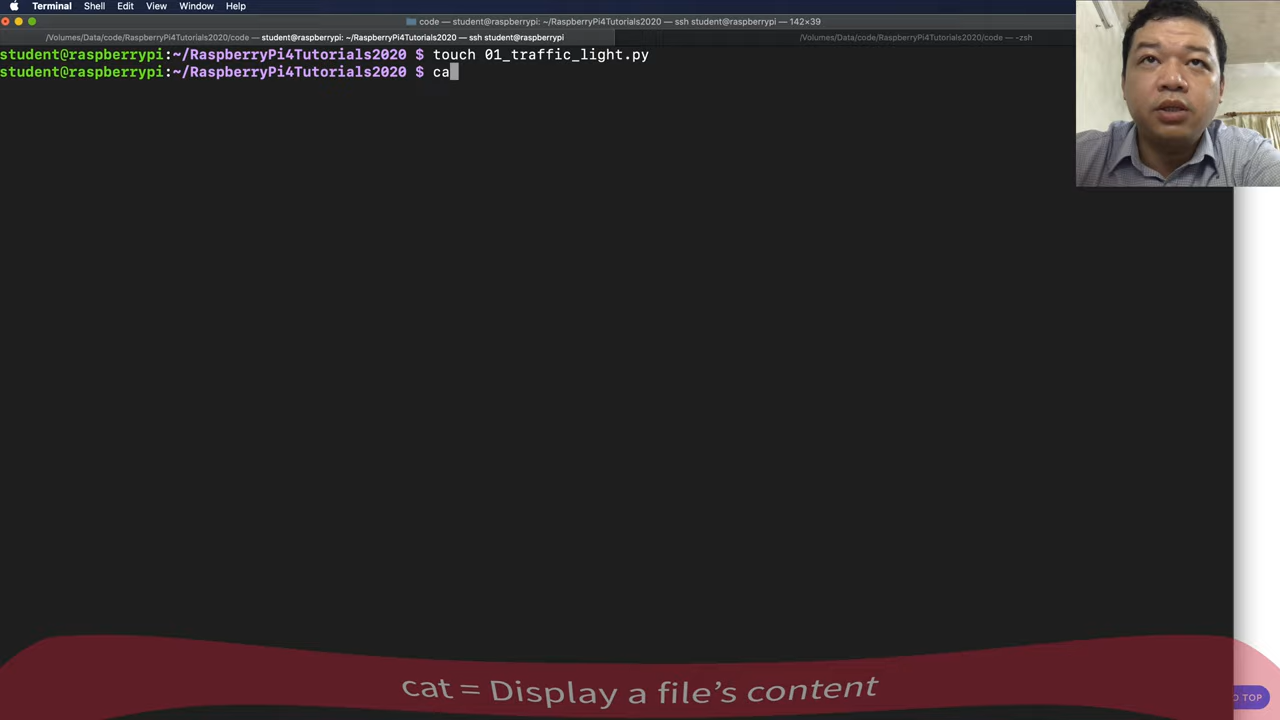 Terminal Shell Edit View Window Help
code — student@raspberrypi: ~/RaspberryPi4Tutorials2020 — ssh student@raspberrypi — 142×39
/Volumes/Data/code/RaspberryPi4Tutorials2020/code — student@raspberrypi: ~/RaspberryPi4Tutorials2020 — ssh student@raspberrypi
/Volumes/Data/code/RaspberryPi4Tutorials2020/code — -zsh
student@raspberrypi:~/RaspberryPi4Tutorials2020 $ touch 01_traffic_light.py
student@raspberrypi:~/RaspberryPi4Tutorials2020 $ ca
cat = Display a file's content
TOP